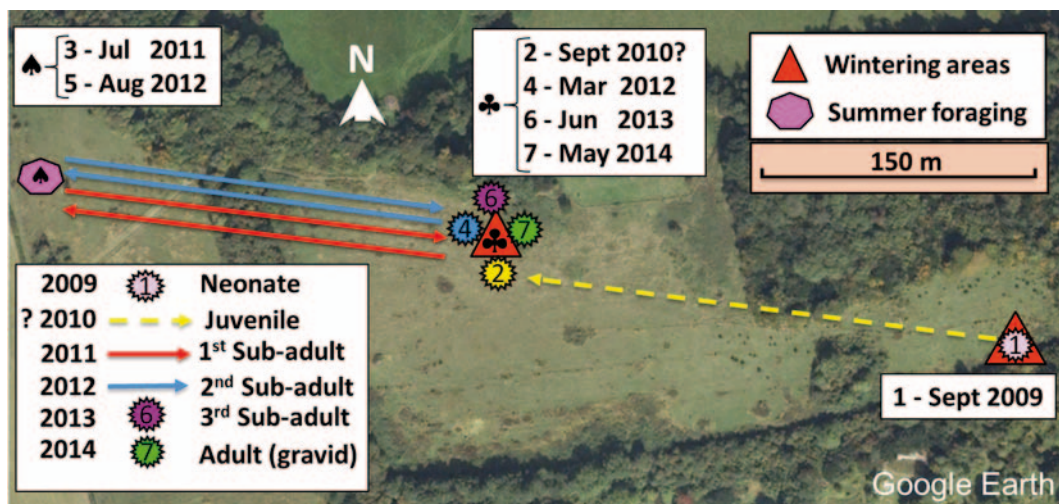 3 - Jul 2011
5 - Aug 2012
N
2 - Sept 2010?
4 - Mar 2012
6 - Jun 2013
7 - May 2014
Wintering areas
Summer foraging
150 m
6
4
7
2
1
1 - Sept 2009
2009 1 Neonate
? 2010 Juvenile
2011 1st Sub-adult
2012 2nd Sub-adult
2013 6 3rd Sub-adult
2014 7 Adult (gravid)
Google Earth